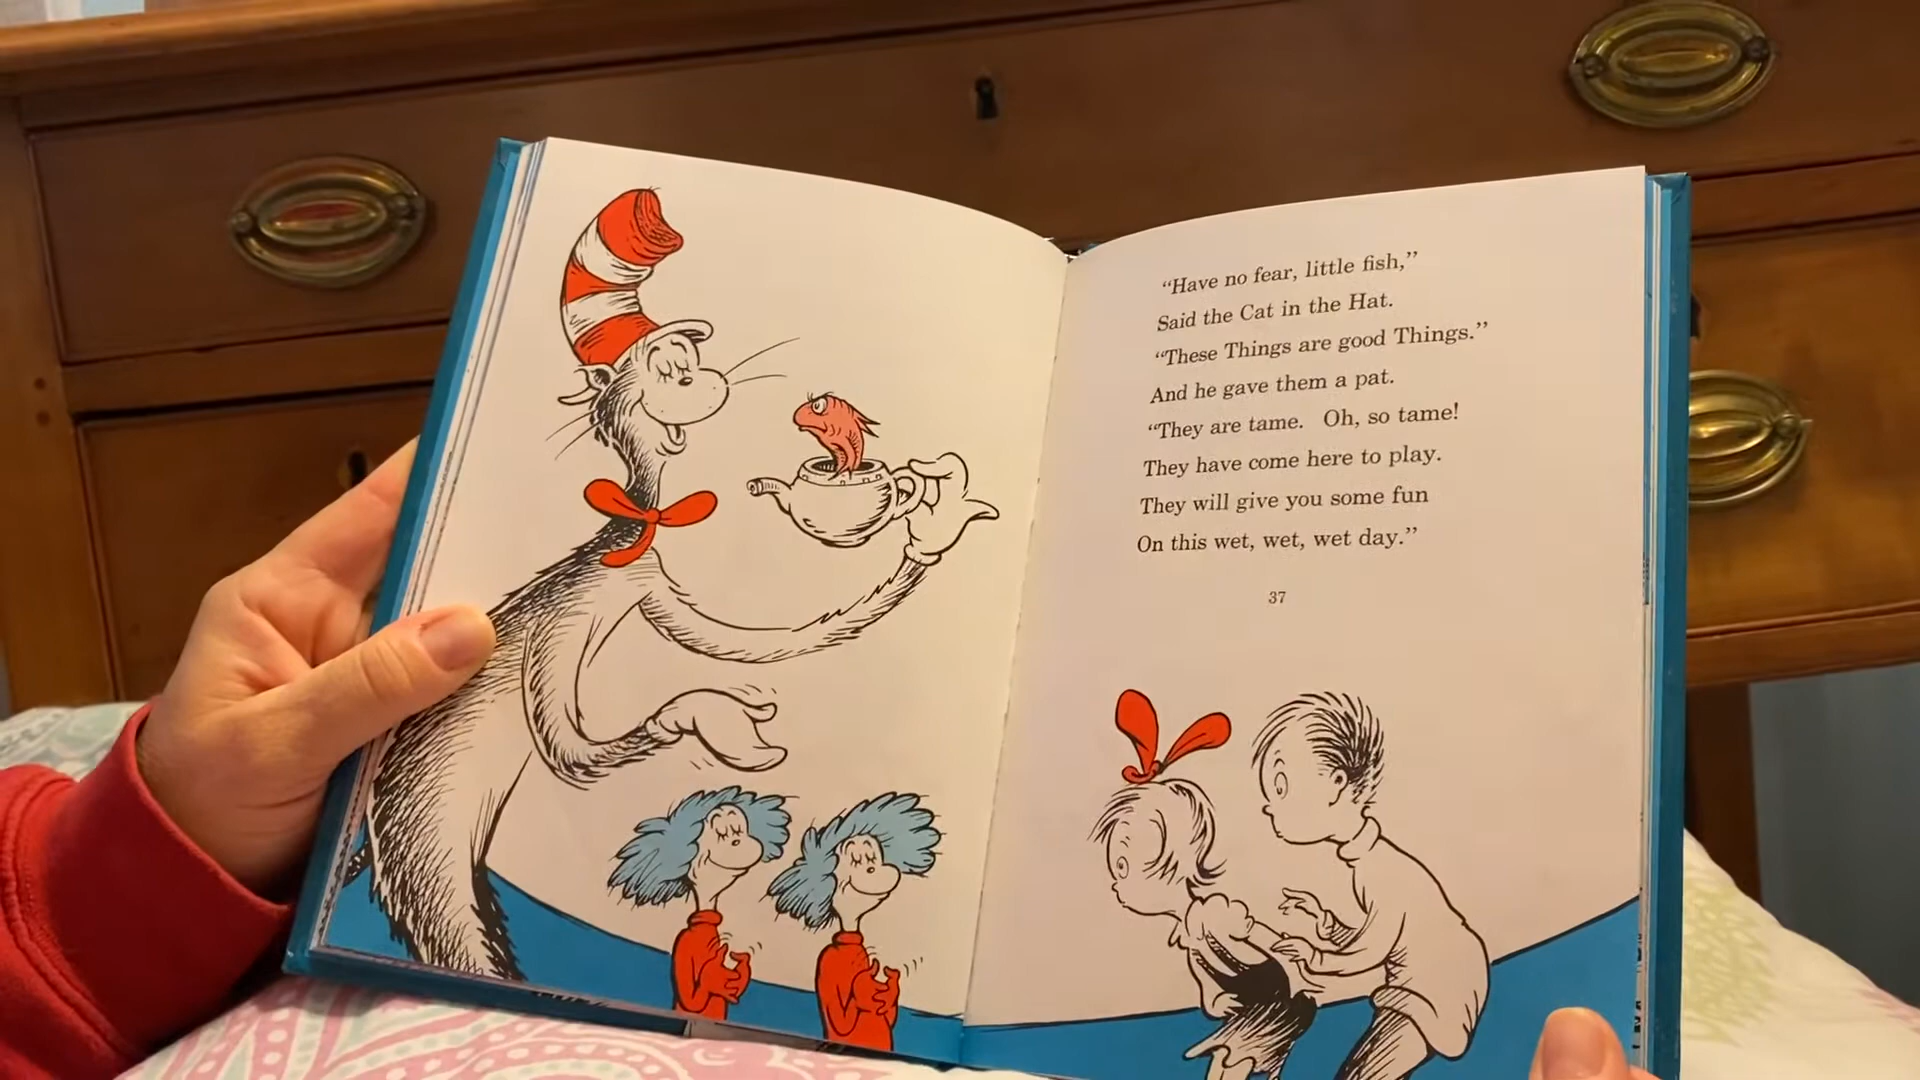 “Have no fear, little fish,”
Said the Cat in the Hat.
“These Things are good Things.”
And he gave them a pat.
“They are tame. Oh, so tame!
They have come here to play.
They will give you some fun
On this wet, wet, wet day.”
37